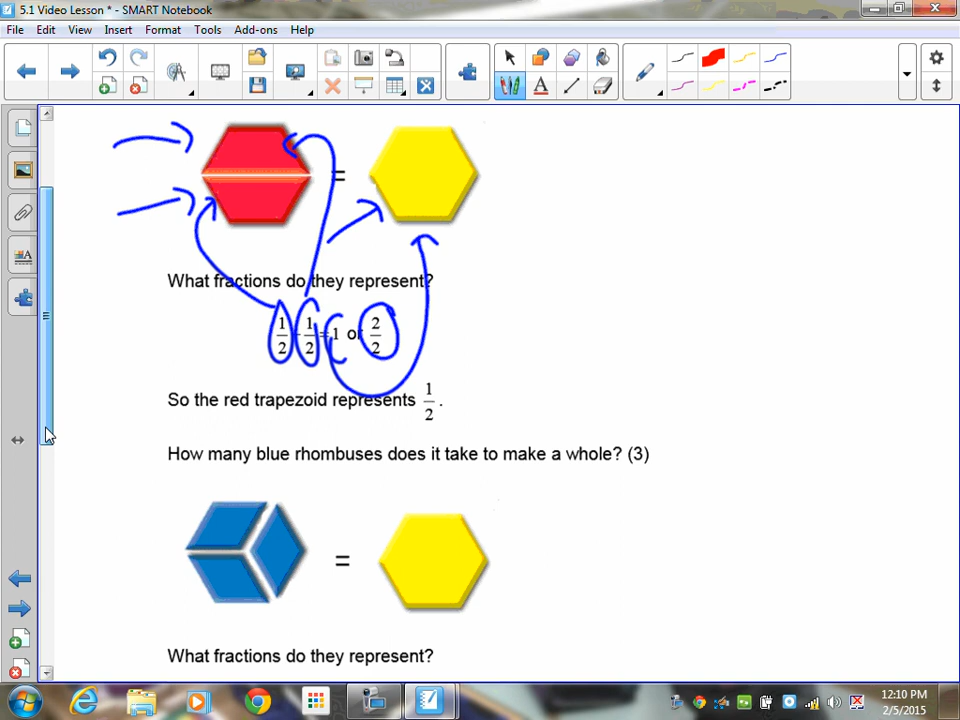 5.1 Video Lesson * - SMART Notebook
File Edit View Insert Format Tools Add-ons Help
=
What fractions do they represent?
1/2 + 1/2 = 1 or 2/2
So the red trapezoid represents 1/2.
How many blue rhombuses does it take to make a whole? (3)
=
What fractions do they represent?
12:10 PM
2/5/2015